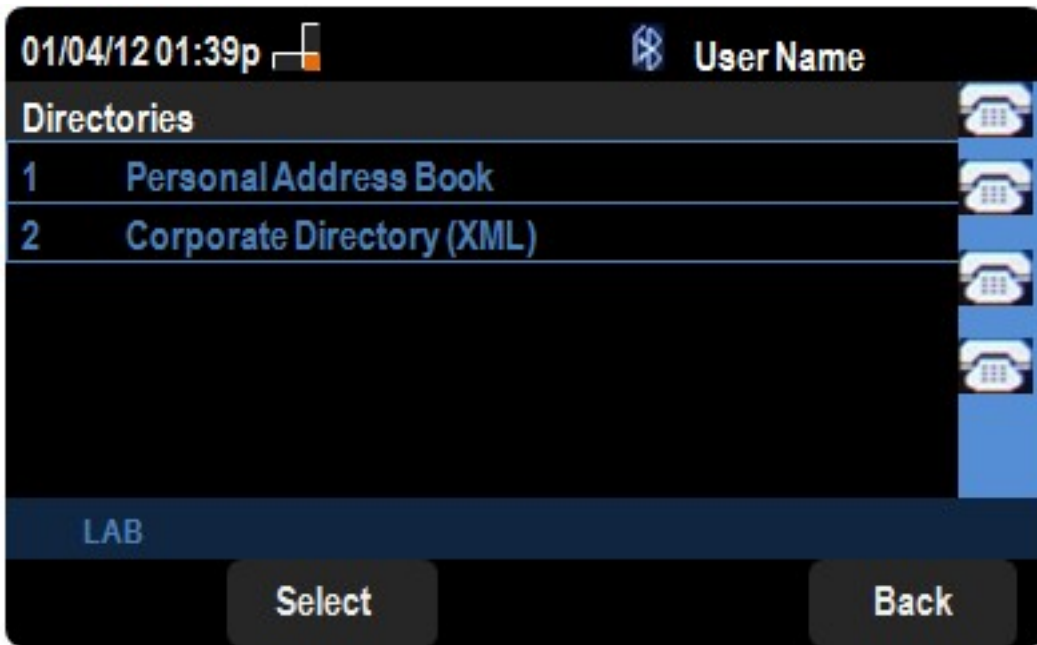 01/04/12 01:39p User Name
Directories
1 Personal Address Book
2 Corporate Directory (XML)
LAB
Select Back